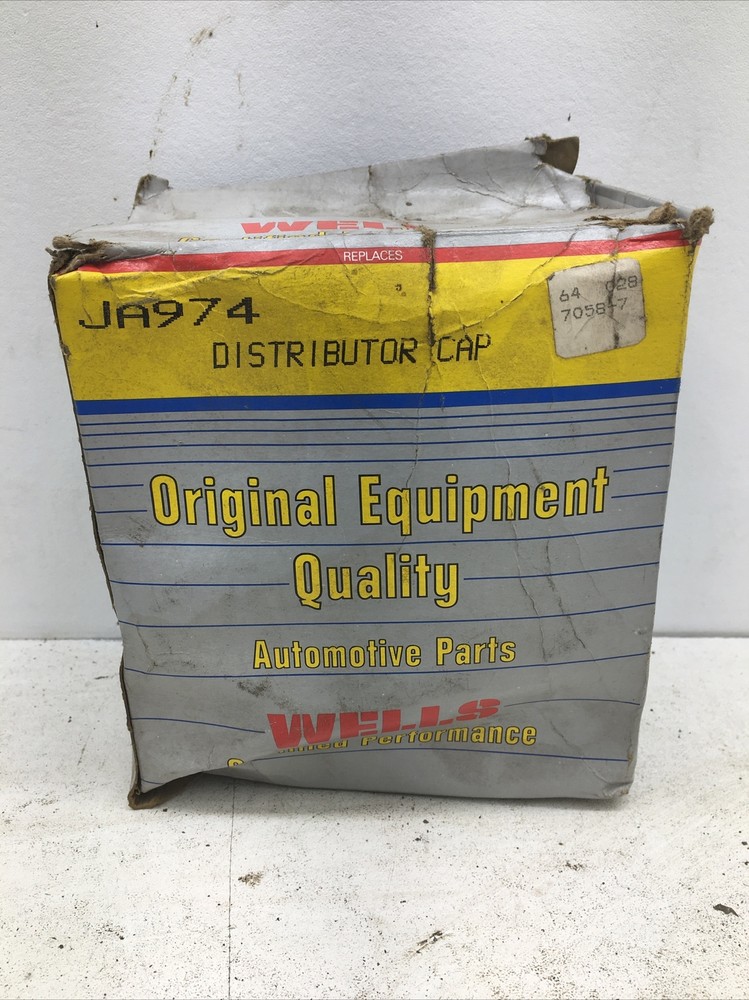 WELLS
REPLACES
JA974
64 028
7058-7
DISTRIBUTOR CAP
Original Equipment
Quality
Automotive Parts
WELLS
Performance